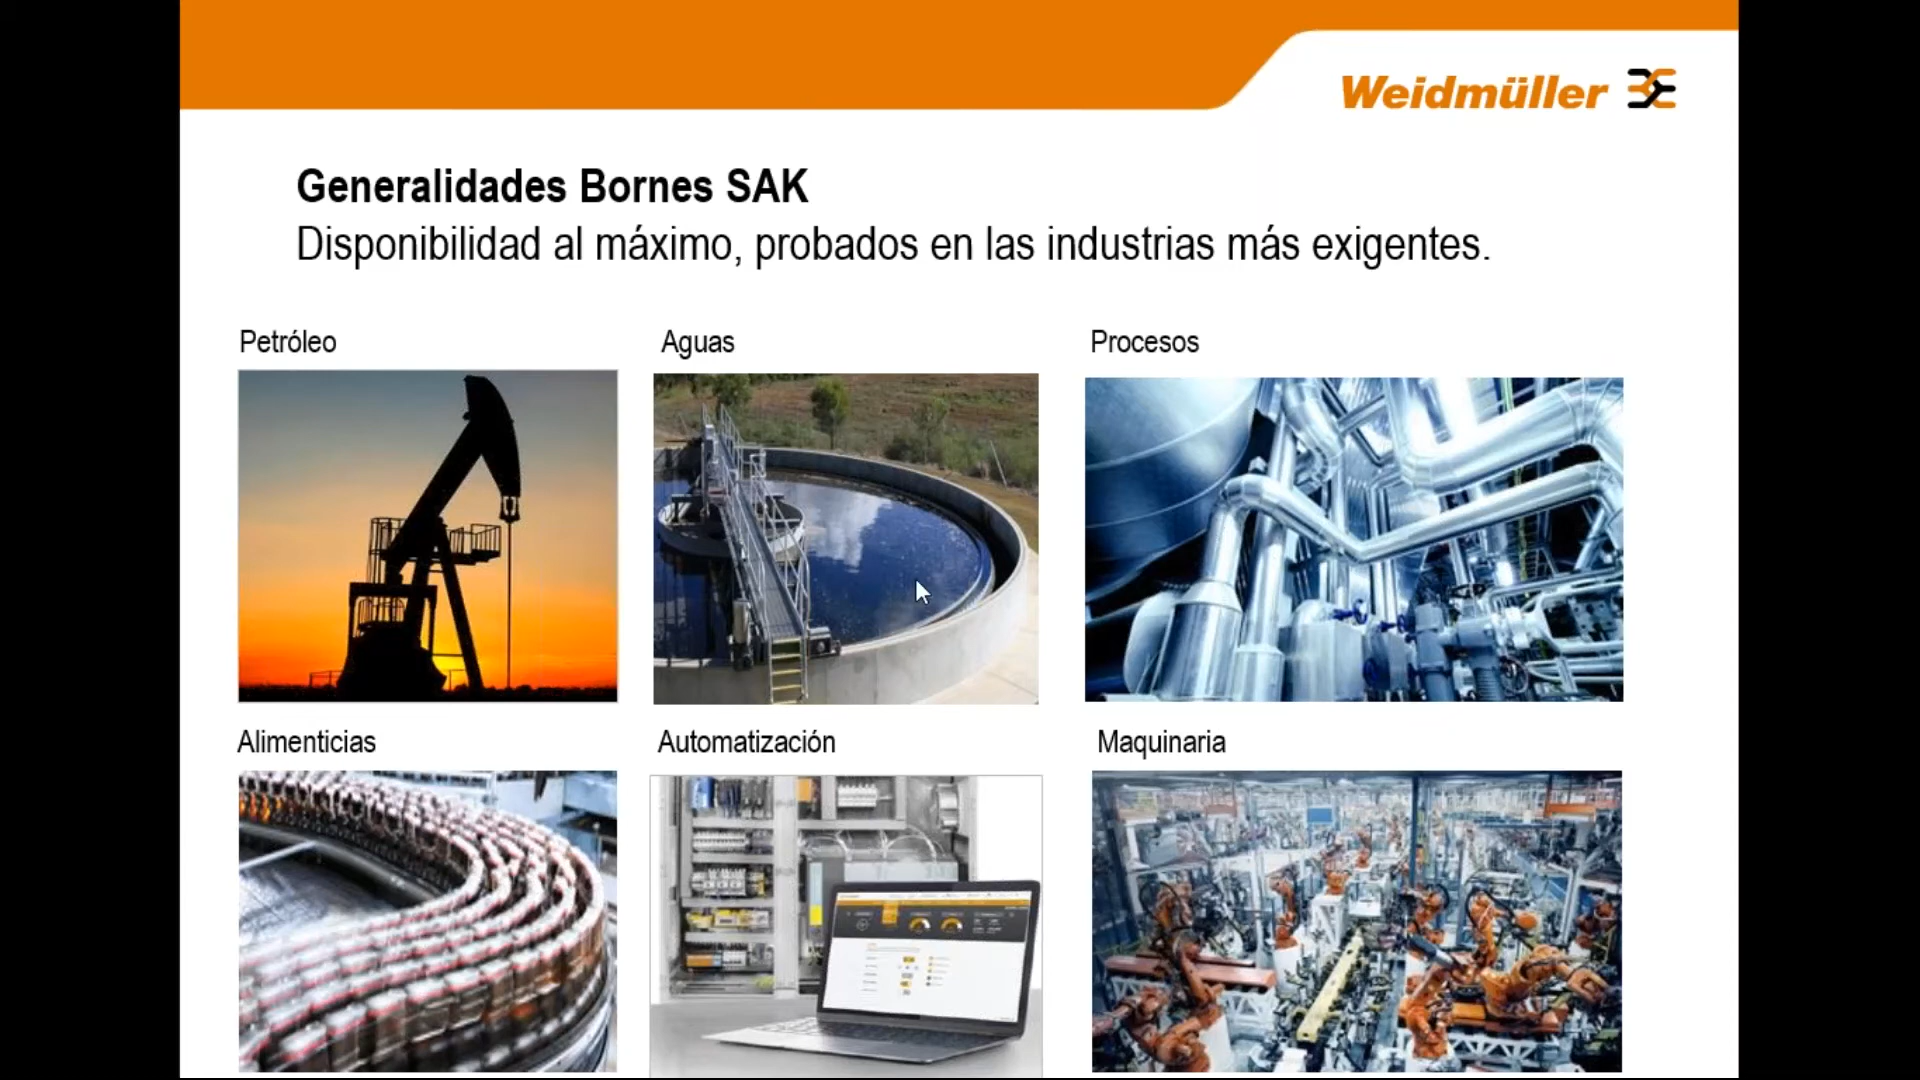 Weidmüller
Generalidades Bornes SAK
Disponibilidad al máximo, probados en las industrias más exigentes.
Petróleo
Aguas
Procesos
Alimenticias
Automatización
Maquinaria